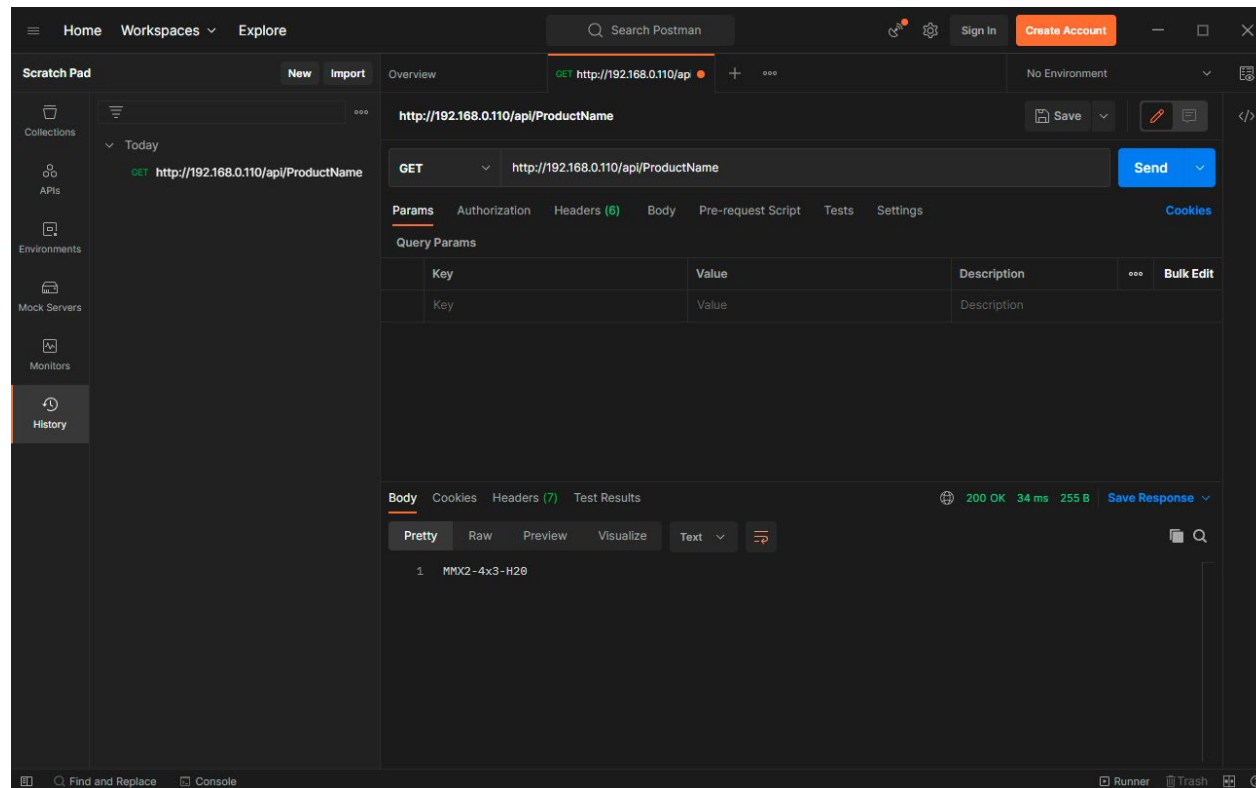 Home Workspaces Explore Search Postman Sign In Create Account
Scratch Pad New Import Overview GET http://192.168.0.110/ap No Environment
Collections
APIs
Environments
Mock Servers
Monitors
History
Today
GET http://192.168.0.110/api/ProductName
http://192.168.0.110/api/ProductName Save
GET http://192.168.0.110/api/ProductName Send
Params Authorization Headers (6) Body Pre-request Script Tests Settings Cookies
Query Params
Key Value Description Bulk Edit
Key Value Description
Body Cookies Headers (7) Test Results 200 OK 34 ms 255 B Save Response
Pretty Raw Preview Visualize Text
1 MMX2-4x3-H20
Find and Replace Console Runner Trash